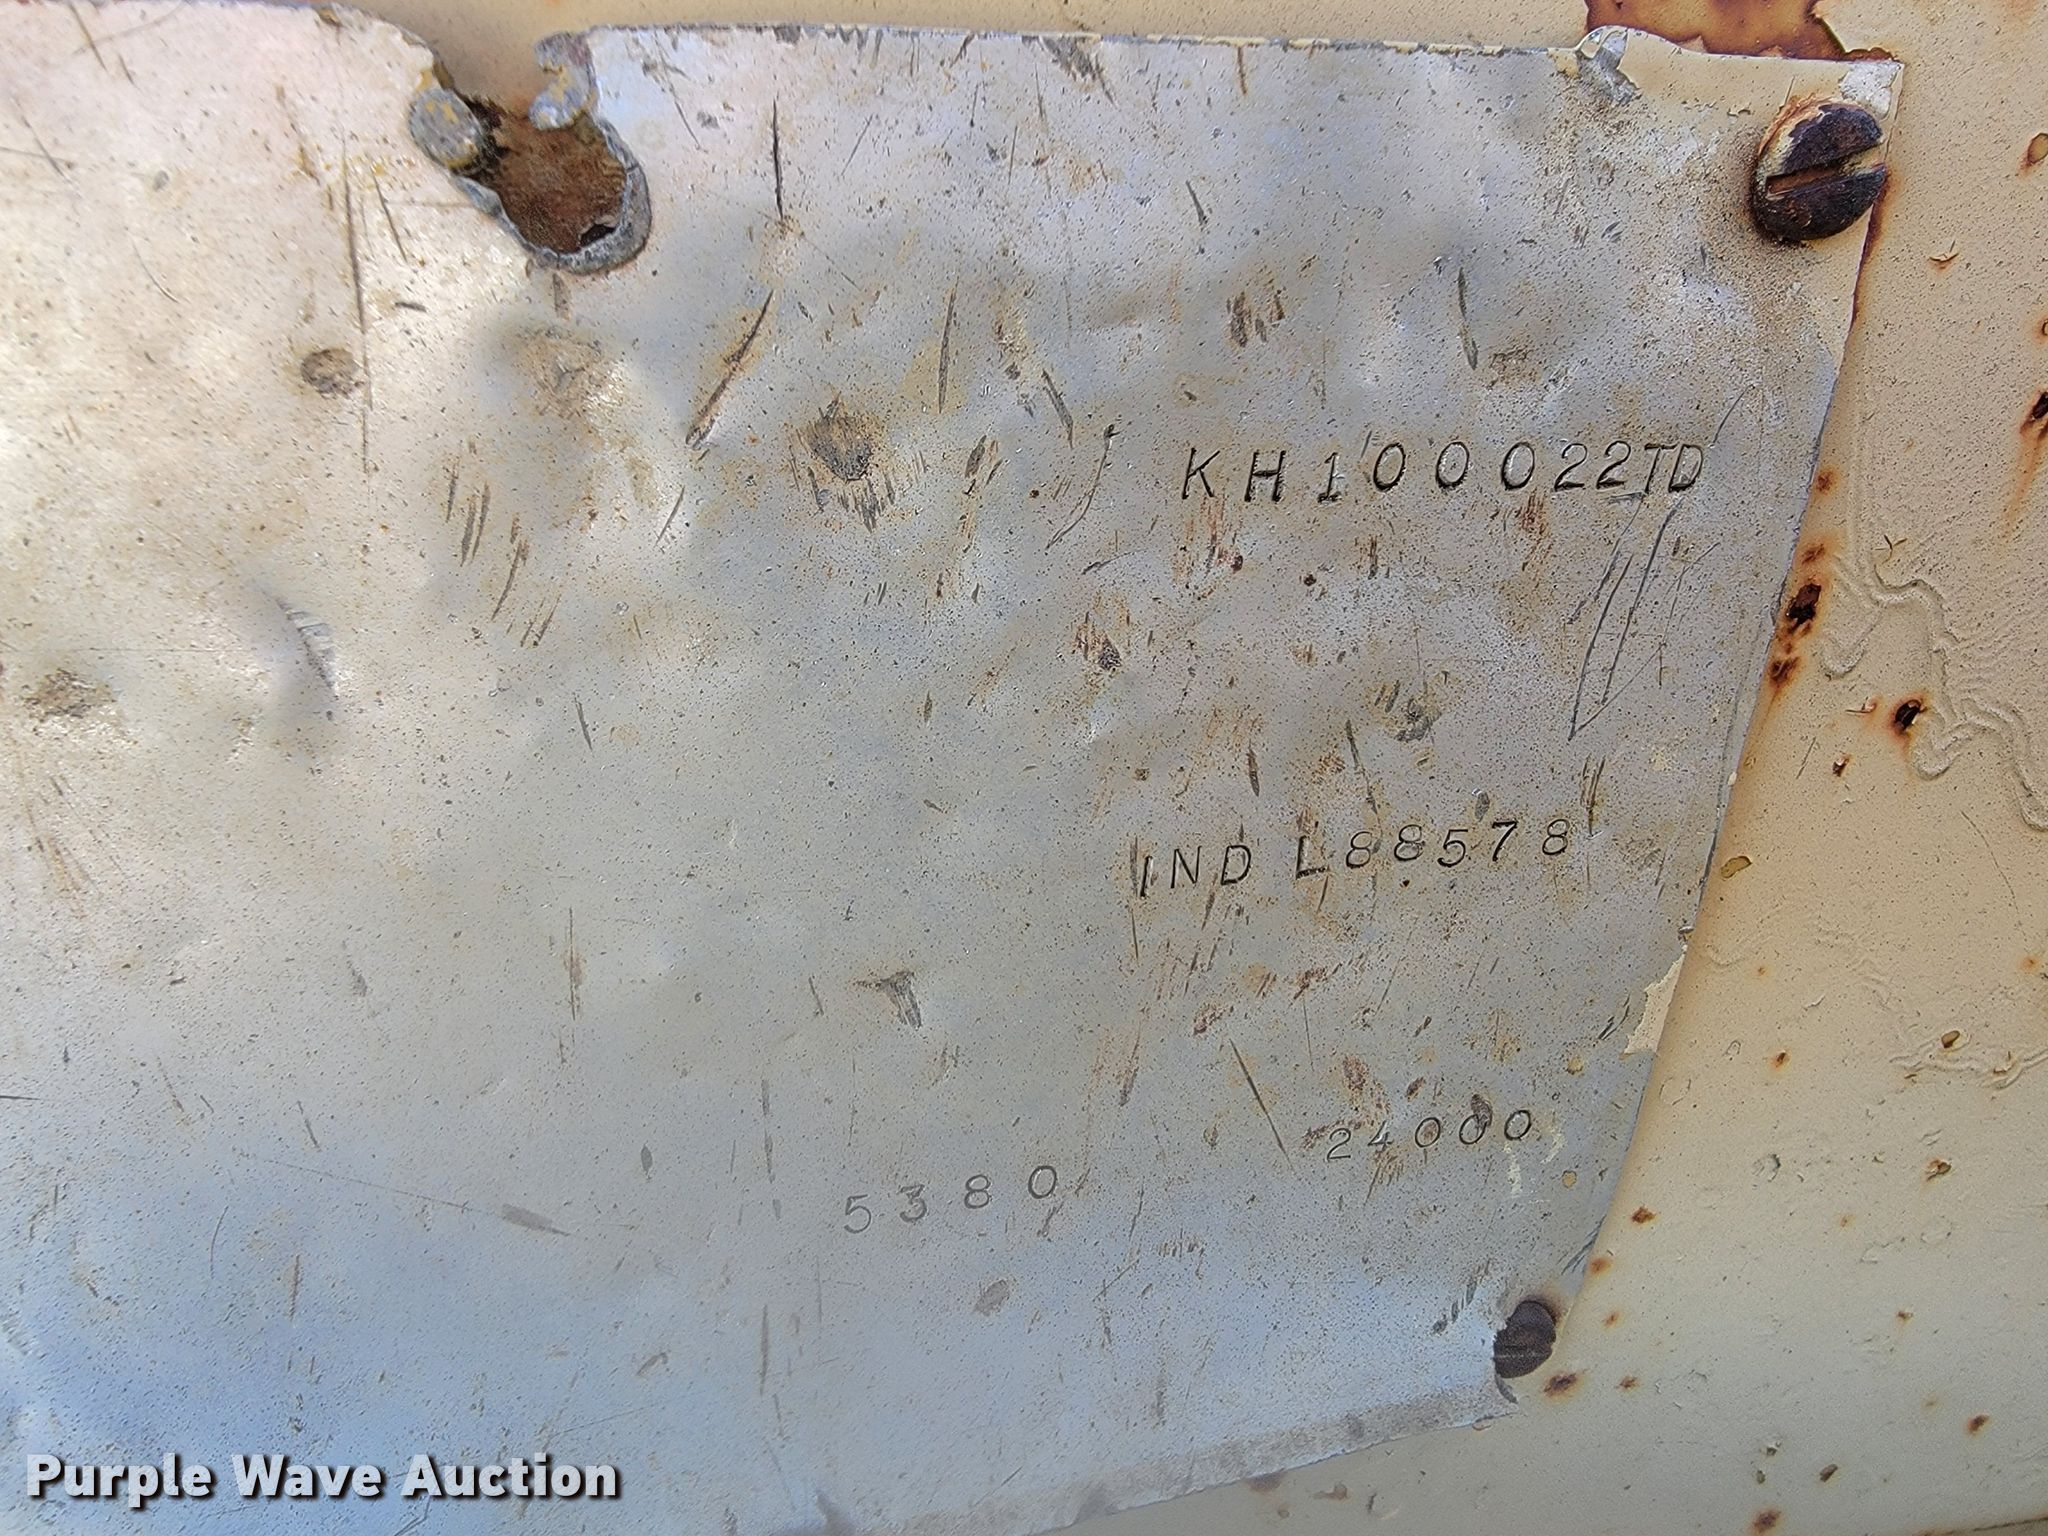 KH100022TD
IND L88578
24000
5380
Purple Wave Auction